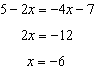 5 − 2x = −4x − 7
2x = −12
x = −6